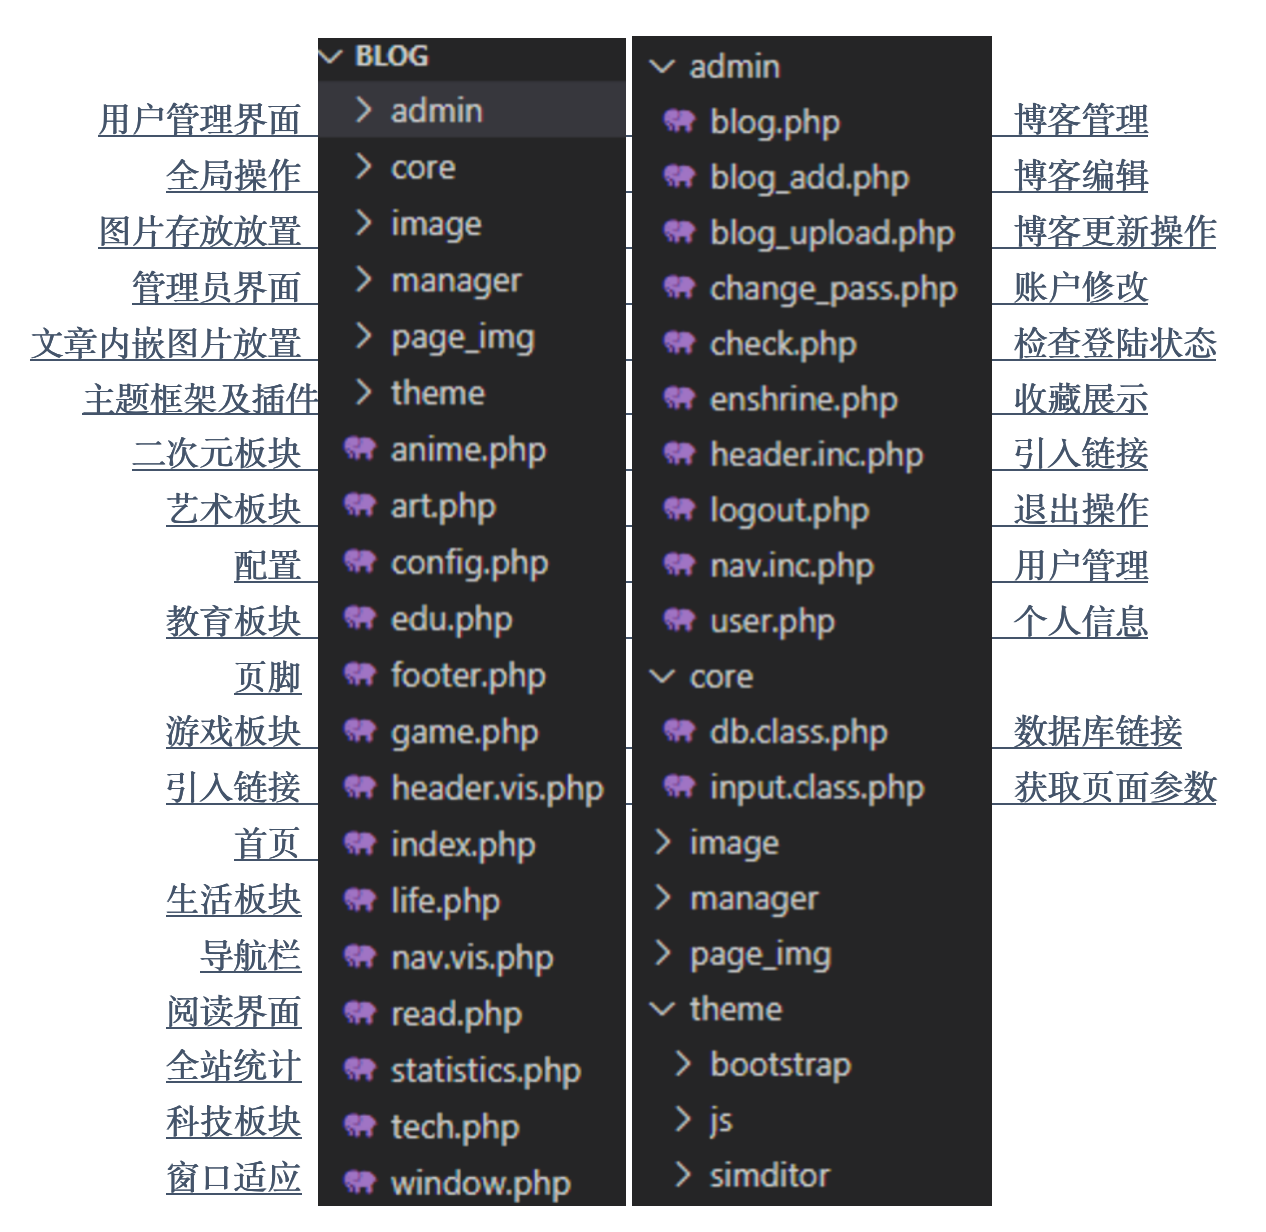 BLOG
用户管理界面 admin
全局操作 core
图片存放放置 image
管理员界面 manager
文章内嵌图片放置 page_img
主题框架及插件 theme
二次元板块 anime.php
艺术板块 art.php
配置 config.php
教育板块 edu.php
页脚 footer.php
游戏板块 game.php
引入链接 header.vis.php
首页 index.php
生活板块 life.php
导航栏 nav.vis.php
阅读界面 read.php
全站统计 statistics.php
科技板块 tech.php
窗口适应 window.php
admin
blog.php 博客管理
blog_add.php 博客编辑
blog_upload.php 博客更新操作
change_pass.php 账户修改
check.php 检查登陆状态
enshrine.php 收藏展示
header.inc.php 引入链接
logout.php 退出操作
nav.inc.php 用户管理
user.php 个人信息
core
db.class.php 数据库链接
input.class.php 获取页面参数
image
manager
page_img
theme
bootstrap
js
simditor